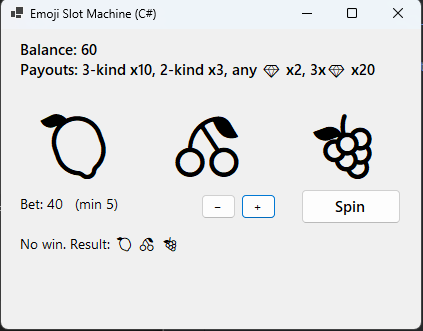 Emoji Slot Machine (C#)
Balance: 60
Payouts: 3-kind x10, 2-kind x3, any 💎 x2, 3x💎 x20
🍋 🍒 🍇
Bet: 40 (min 5) − + Spin
No win. Result: 🍋 🍒 🍇